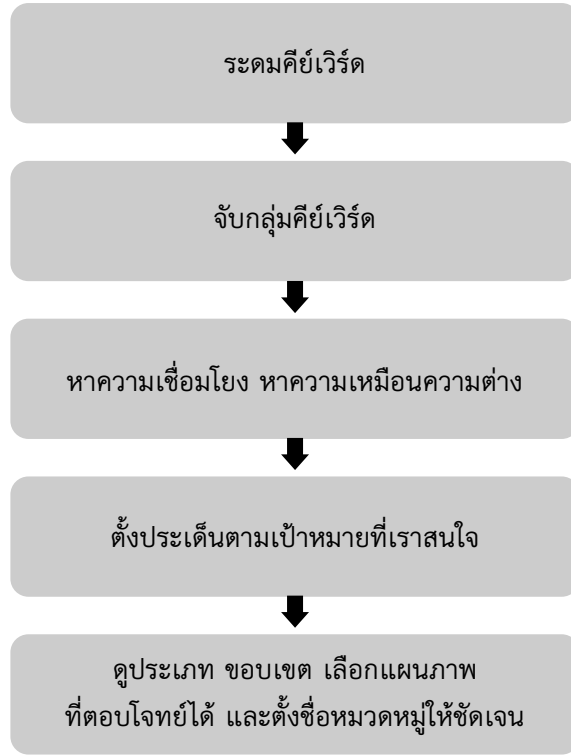 ระดมคีย์เวิร์ด
จับกลุ่มคีย์เวิร์ด
หาความเชื่อมโยง หาความเหมือนความต่าง
ตั้งประเด็นตามเป้าหมายที่เราสนใจ
ดูประเภท ขอบเขต เลือกแผนภาพ
ที่ตอบโจทย์ได้ และตั้งชื่อหมวดหมู่ให้ชัดเจน